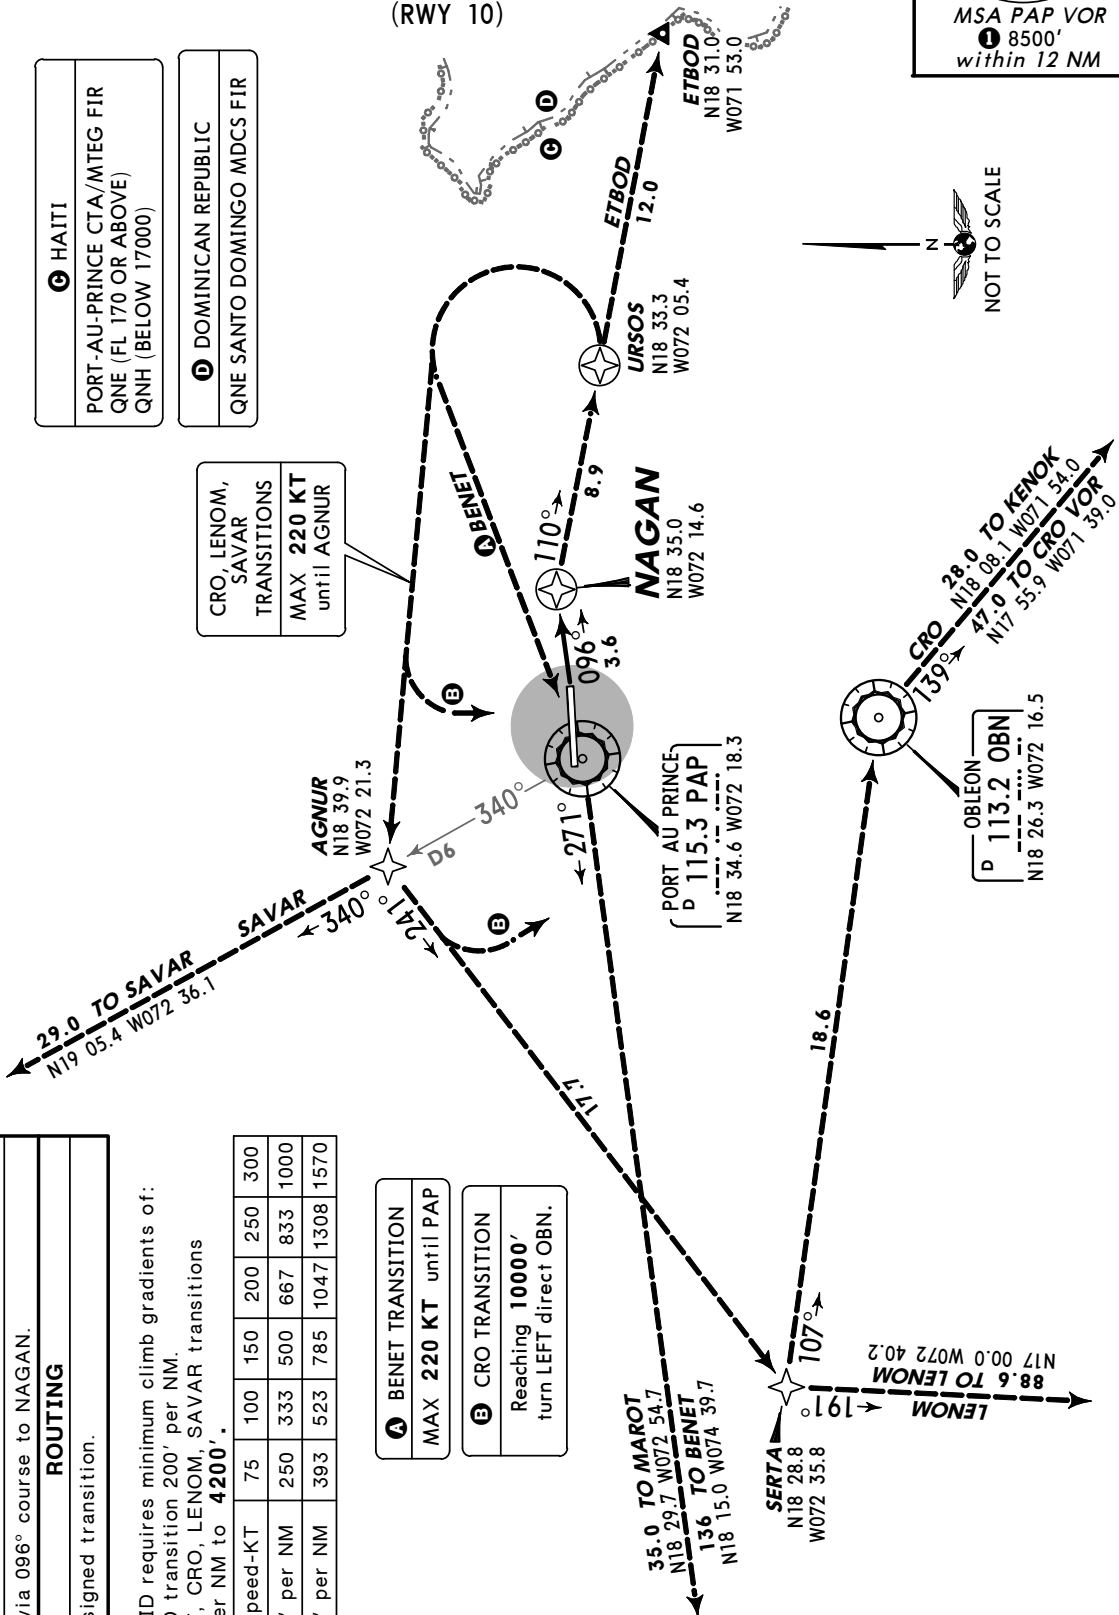 (RWY 10)
MSA PAP VOR
1 8500'
within 12 NM
C HAITI
PORT-AU-PRINCE CTA/MTEG FIR
QNE (FL 170 OR ABOVE)
QNH (BELOW 17000)
D DOMINICAN REPUBLIC
QNE SANTO DOMINGO MDCS FIR
D
C
ETBOD
N18 31.0
W071 53.0
ETBOD
12.0
N
NOT TO SCALE
URSOS
N18 33.3
W072 05.4
CRO, LENOM,
SAVAR
TRANSITIONS
MAX 220 KT
until AGNUR
A BENET
8.9
110°
NAGAN
N18 35.0
W072 14.6
096°
3.6
B
CRO
28.0 TO KENOK
N18 08.1 W071 54.0
47.0 TO CRO VOR
N17 55.9 W071 39.0
139°
AGNUR
N18 39.9
W072 21.3
340°
D6
271°
PORT AU PRINCE
D 115.3 PAP
N18 34.6 W072 18.3
OBLEON
D 113.2 OBN
N18 26.3 W072 16.5
SAVAR
340°
29.0 TO SAVAR
N19 05.4 W072 36.1
241°
B
17.7
18.6
via 096° course to NAGAN.
ROUTING
signed transition.
ID requires minimum climb gradients of:
D transition 200' per NM.
, CRO, LENOM, SAVAR transitions
er NM to 4200'.
peed-KT 75 100 150 200 250 300
' per NM 250 333 500 667 833 1000
' per NM 393 523 785 1047 1308 1570
A BENET TRANSITION
MAX 220 KT until PAP
B CRO TRANSITION
Reaching 10000'
turn LEFT direct OBN.
35.0 TO MAROT
N18 29.7 W072 54.7
136 TO BENET
N18 15.0 W074 39.7
SERTA
N18 28.8
W072 35.8
107°
191°
LENOM
88.6 TO LENOM
N17 00.0 W072 40.2